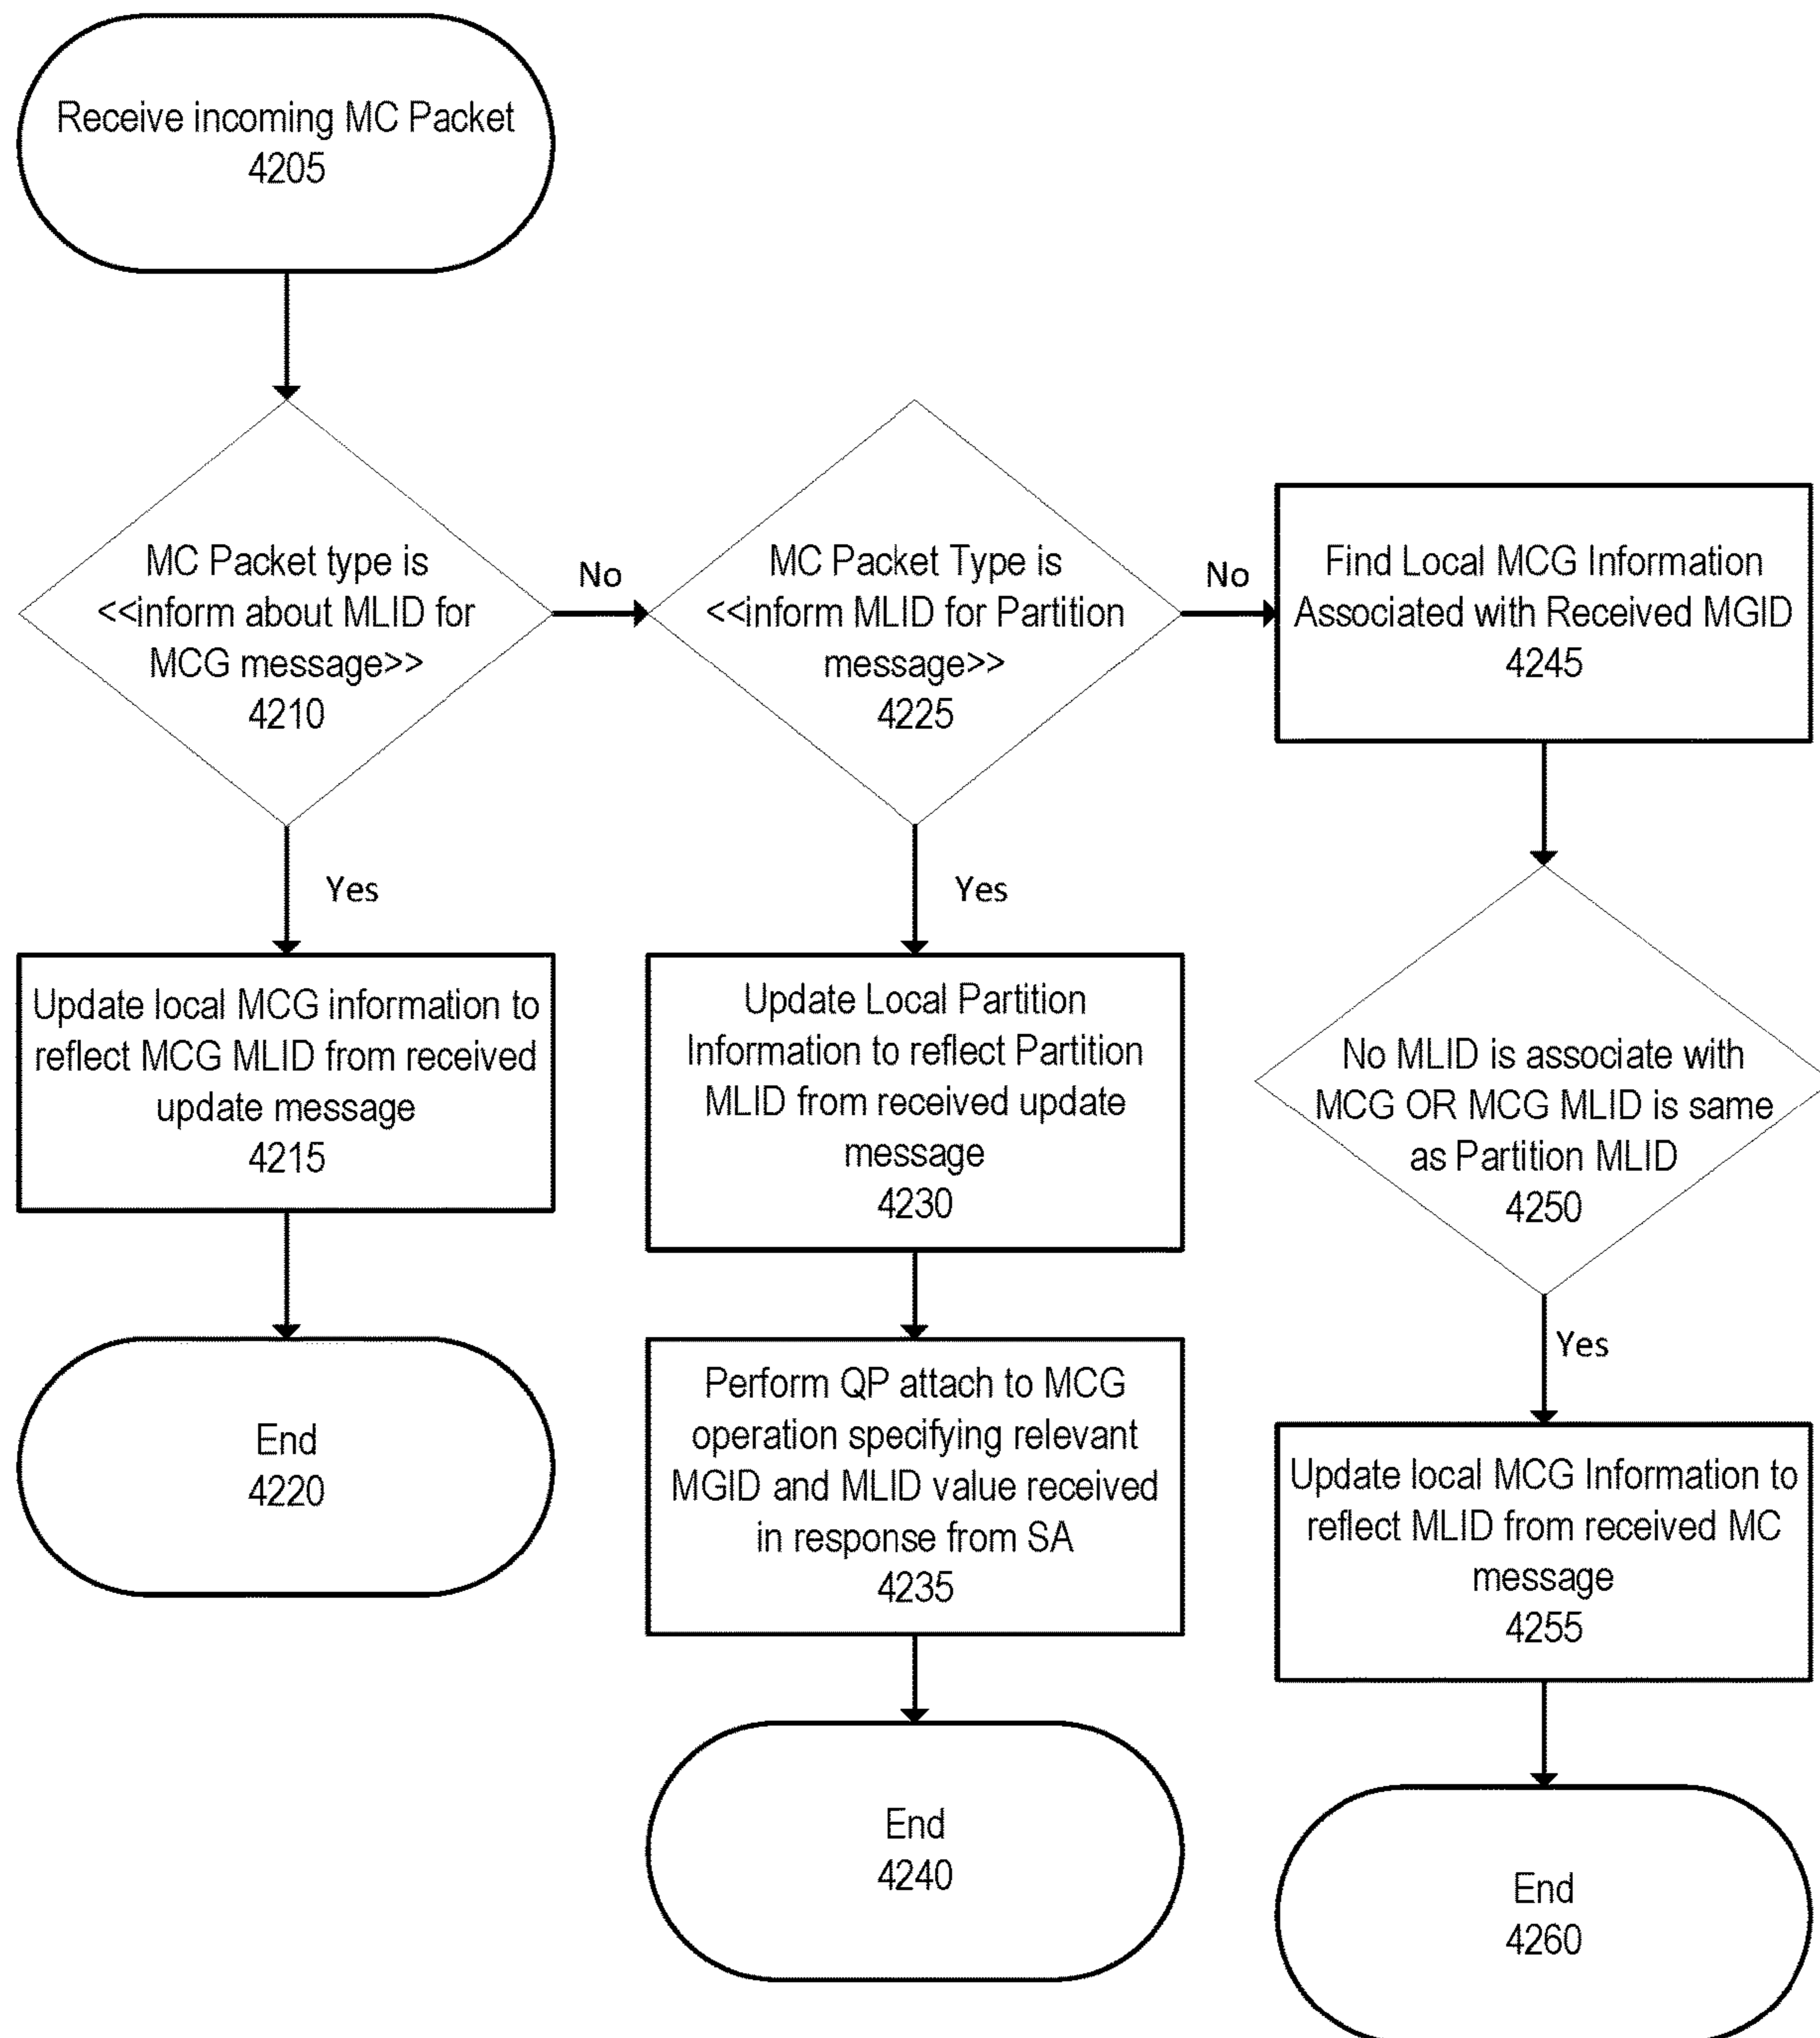 Receive incoming MC Packet
4205
MC Packet type is
<<inform about MLID for
MCG message>>
4210
No
MC Packet Type is
<<inform MLID for Partition
message>>
4225
No
Find Local MCG Information
Associated with Received MGID
4245
Yes
Update local MCG information to
reflect MCG MLID from received
update message
4215
End
4220
Yes
Update Local Partition
Information to reflect Partition
MLID from received update
message
4230
Perform QP attach to MCG
operation specifying relevant
MGID and MLID value received
in response from SA
4235
End
4240
No MLID is associate with
MCG OR MCG MLID is same
as Partition MLID
4250
Yes
Update local MCG Information to
reflect MLID from received MC
message
4255
End
4260